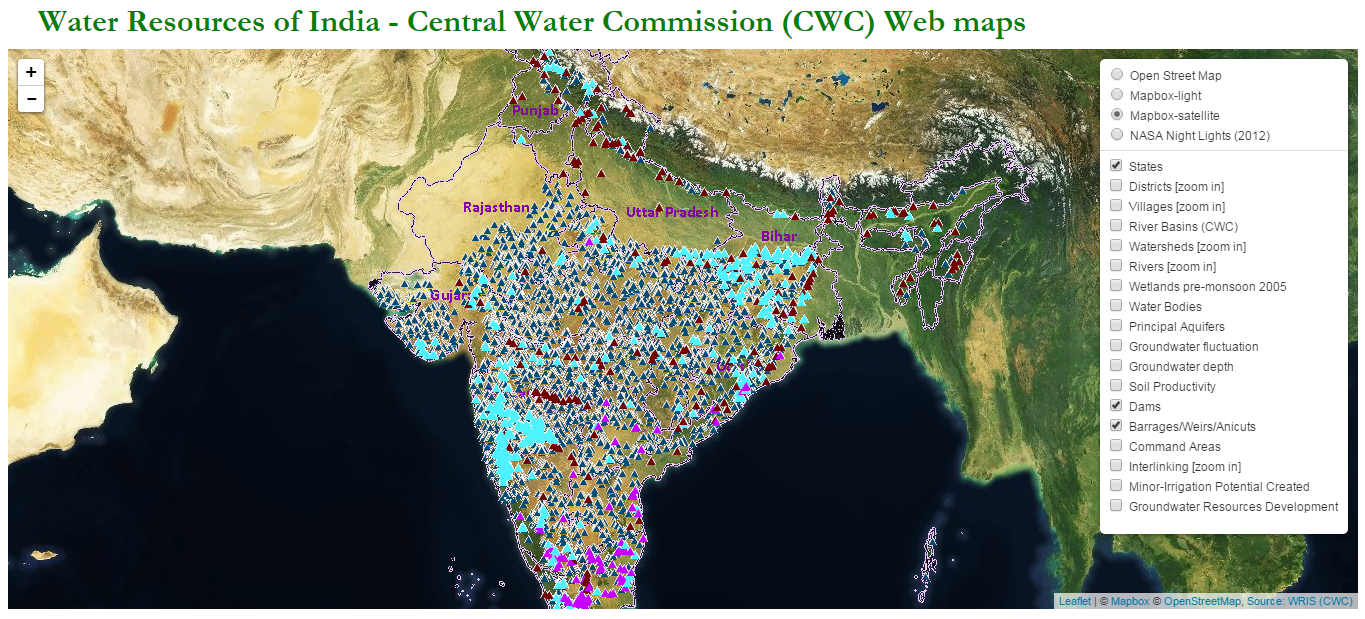 Water Resources of India - Central Water Commission (CWC) Web maps
+
−
Punjab
Rajasthan
Uttar Pradesh
Bihar
Gujar
Open Street Map
Mapbox-light
Mapbox-satellite
NASA Night Lights (2012)
States
Districts [zoom in]
Villages [zoom in]
River Basins (CWC)
Watersheds [zoom in]
Rivers [zoom in]
Wetlands pre-monsoon 2005
Water Bodies
Principal Aquifers
Groundwater fluctuation
Groundwater depth
Soil Productivity
Dams
Barrages/Weirs/Anicuts
Command Areas
Interlinking [zoom in]
Minor-Irrigation Potential Created
Groundwater Resources Development
Leaflet | © Mapbox © OpenStreetMap, Source: WRIS (CWC)